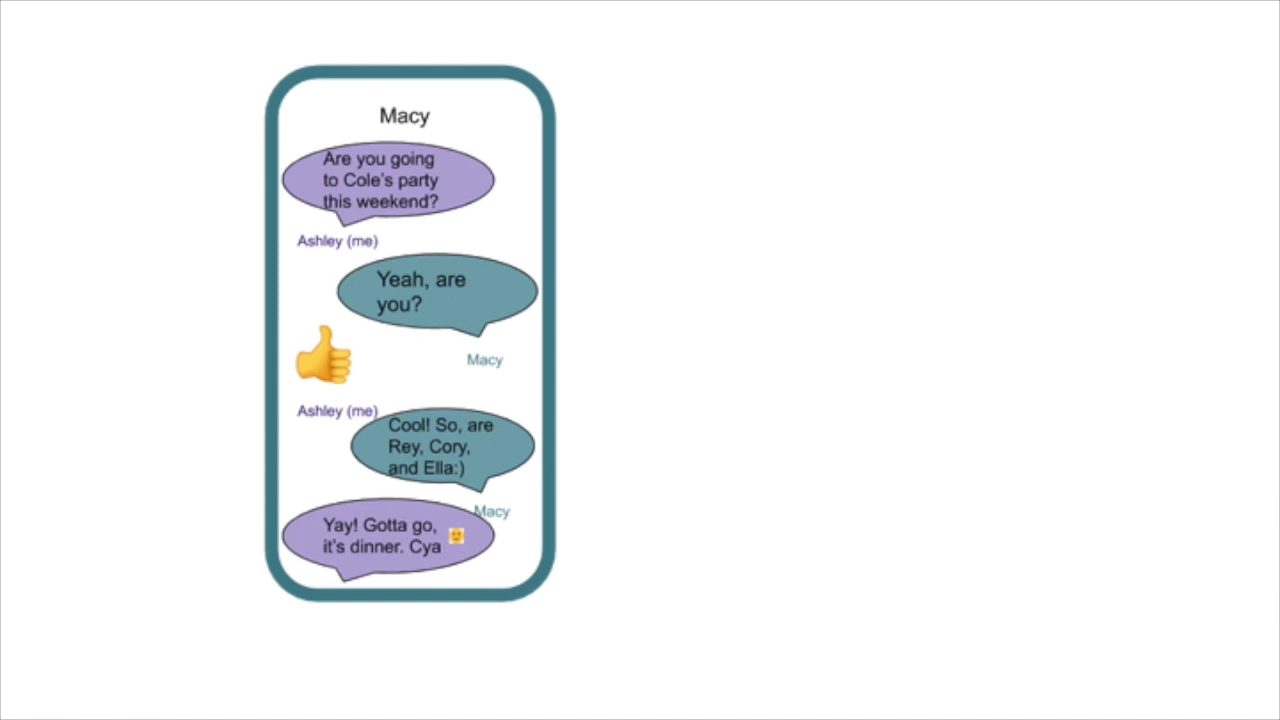 Macy
Are you going
to Cole's party
this weekend?
Ashley (me)
Yeah, are
you?
Macy
Ashley (me)
Cool! So, are
Rey, Cory,
and Ella:)
Macy
Yay! Gotta go,
it's dinner. Cya